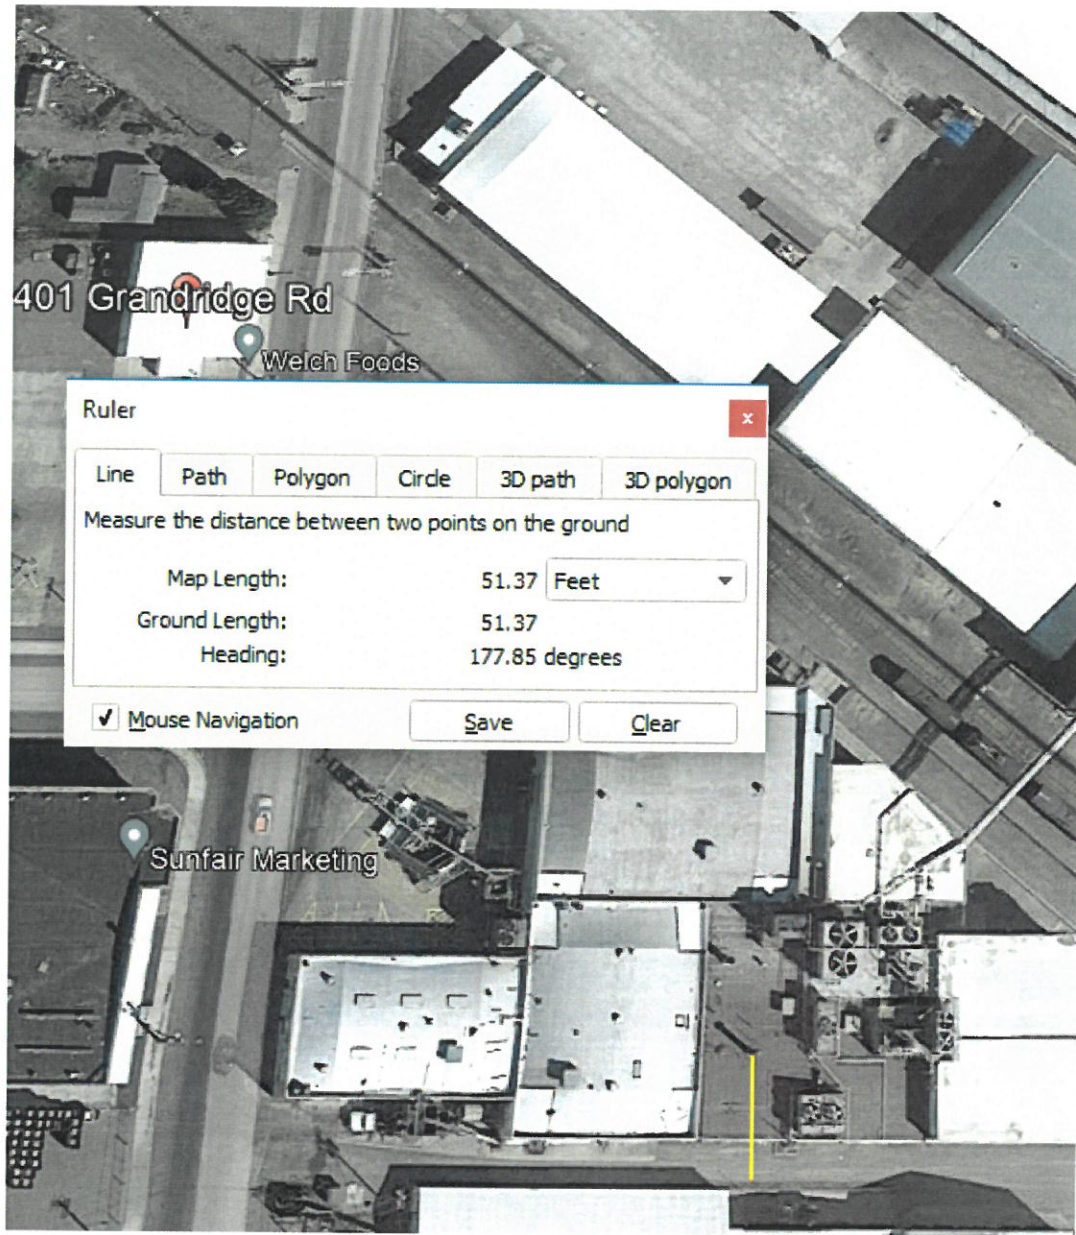 401 Grandridge Rd
Welch Foods
Ruler
x
Line Path Polygon Circle 3D path 3D polygon
Measure the distance between two points on the ground
Map Length: 51.37 Feet
Ground Length: 51.37
Heading: 177.85 degrees
Mouse Navigation Save Clear
Sunfair Marketing